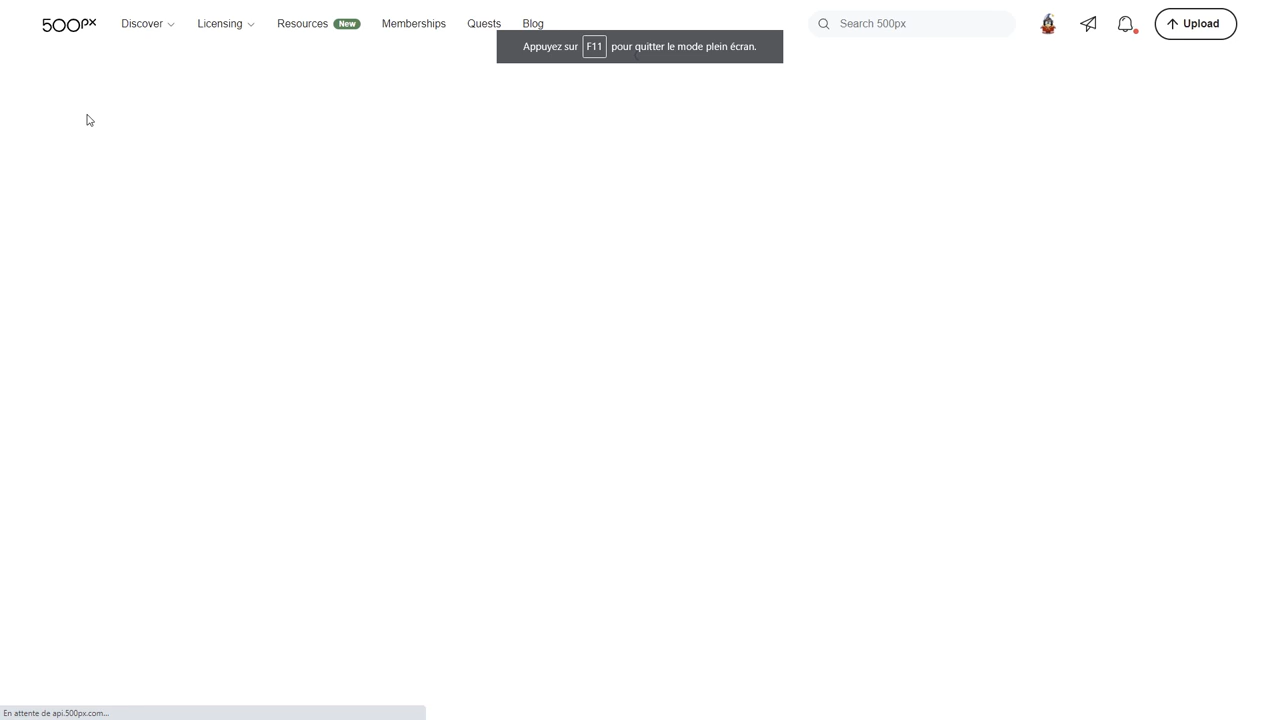 500px Discover Licensing Resources New Memberships Quests Blog Search 500px Upload
Appuyez sur F11 pour quitter le mode plein écran.
En attente de api.500px.com...